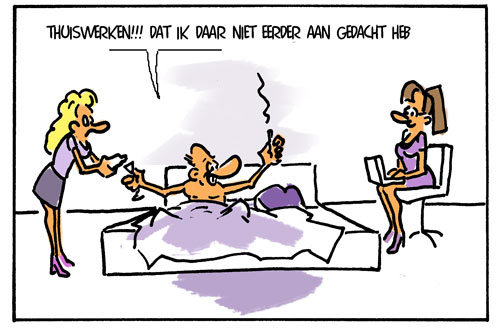 THUISWERKEN!!! DAT IK DAAR NIET EERDER AAN GEDACHT HEB